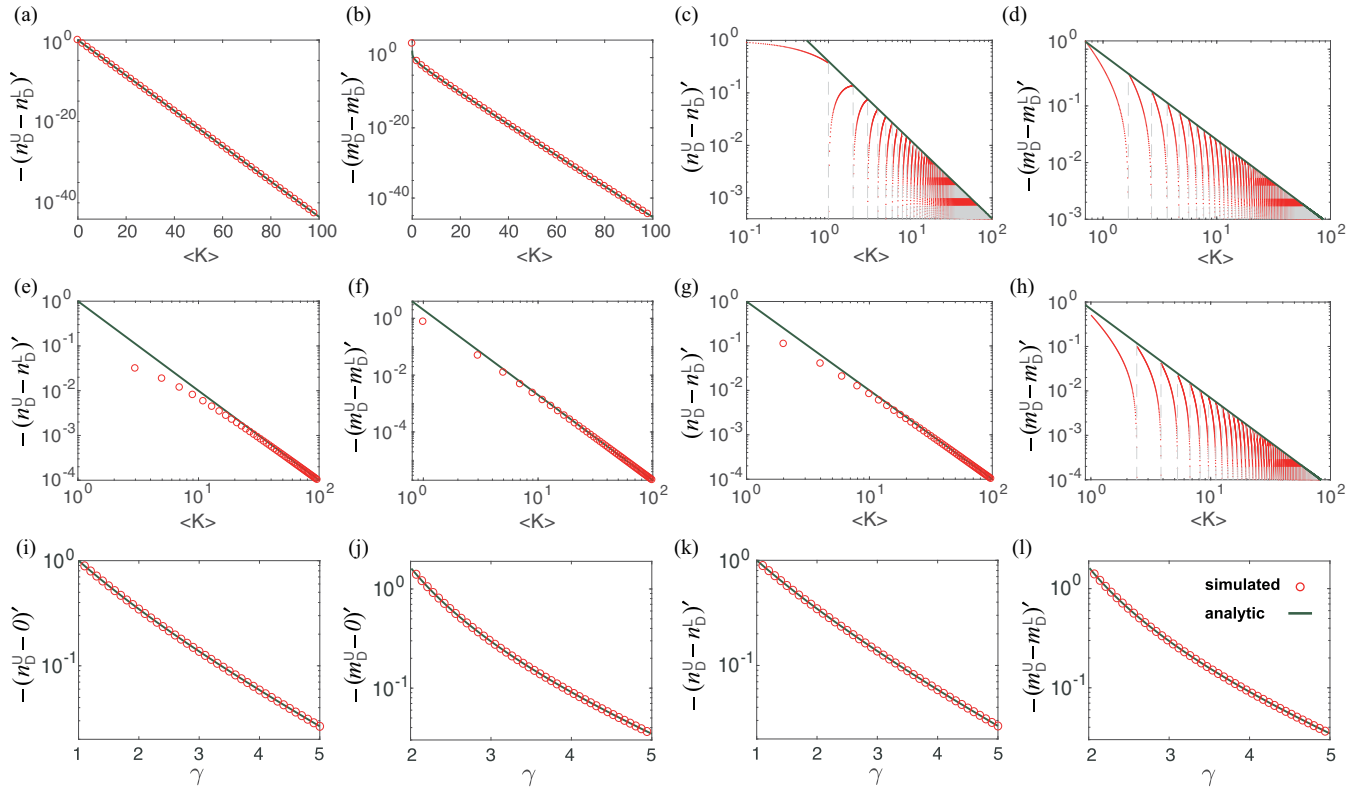 (a) (b) (c) (d)
−(n_D^U − n_D^L)′
10^0
10^-20
10^-40
0 20 40 60 80 100
<K>
−(m_D^U − m_D^L)′
10^0
10^-20
10^-40
0 20 40 60 80 100
<K>
(n_D^U − n_D^L)′
10^0
10^-1
10^-2
10^-3
10^-1 10^0 10^1 10^2
<K>
−(m_D^U − m_D^L)′
10^0
10^-1
10^-2
10^-3
10^0 10^1 10^2
<K>
(e) (f) (g) (h)
−(n_D^U − n_D^L)′
10^0
10^-1
10^-2
10^-3
10^-4
10^0 10^1 10^2
<K>
−(m_D^U − m_D^L)′
10^0
10^-2
10^-4
10^0 10^1 10^2
<K>
(n_D^U − n_D^L)′
10^0
10^-1
10^-2
10^-3
10^-4
10^0 10^1 10^2
<K>
−(m_D^U − m_D^L)′
10^0
10^-1
10^-2
10^-3
10^-4
10^0 10^1 10^2
<K>
(i) (j) (k) (l)
−(n_D^U − 0)′
10^0
10^-1
1 2 3 4 5
γ
−(m_D^U − 0)′
10^0
10^-1
2 3 4 5
γ
−(n_D^U − n_D^L)′
10^0
10^-1
1 2 3 4 5
γ
−(m_D^U − m_D^L)′
10^0
10^-1
2 3 4 5
γ
simulated
analytic